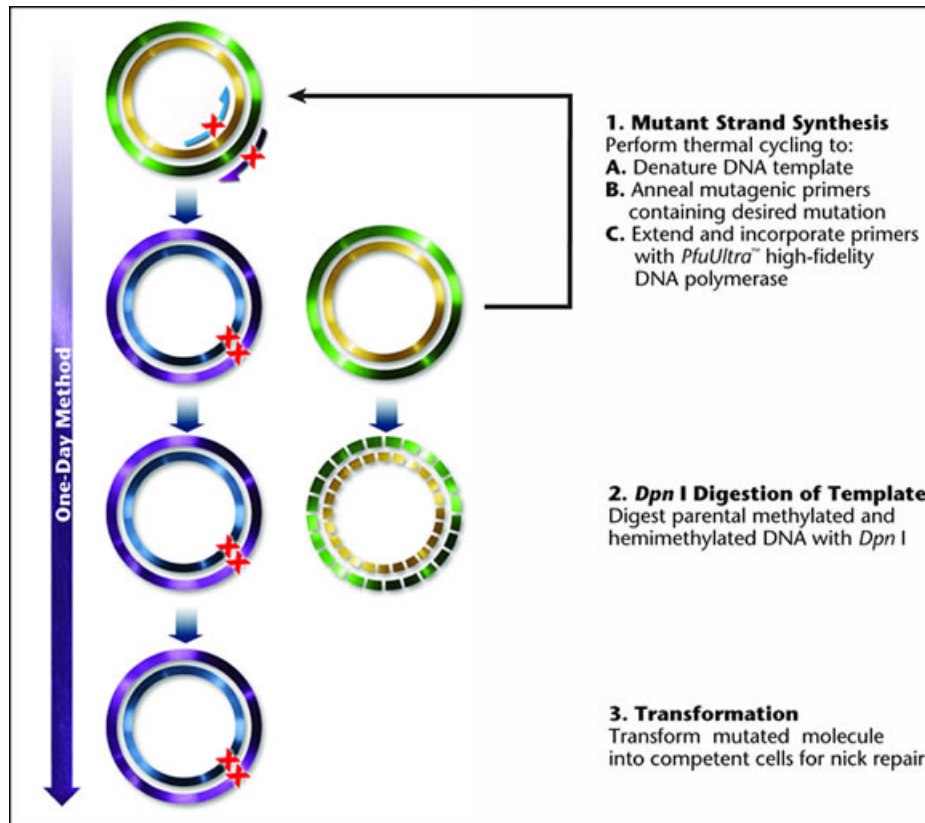 One-Day Method
1. Mutant Strand Synthesis
Perform thermal cycling to:
A. Denature DNA template
B. Anneal mutagenic primers
containing desired mutation
C. Extend and incorporate primers
with PfuUltra™ high-fidelity
DNA polymerase
2. Dpn I Digestion of Template
Digest parental methylated and
hemimethylated DNA with Dpn I
3. Transformation
Transform mutated molecule
into competent cells for nick repair